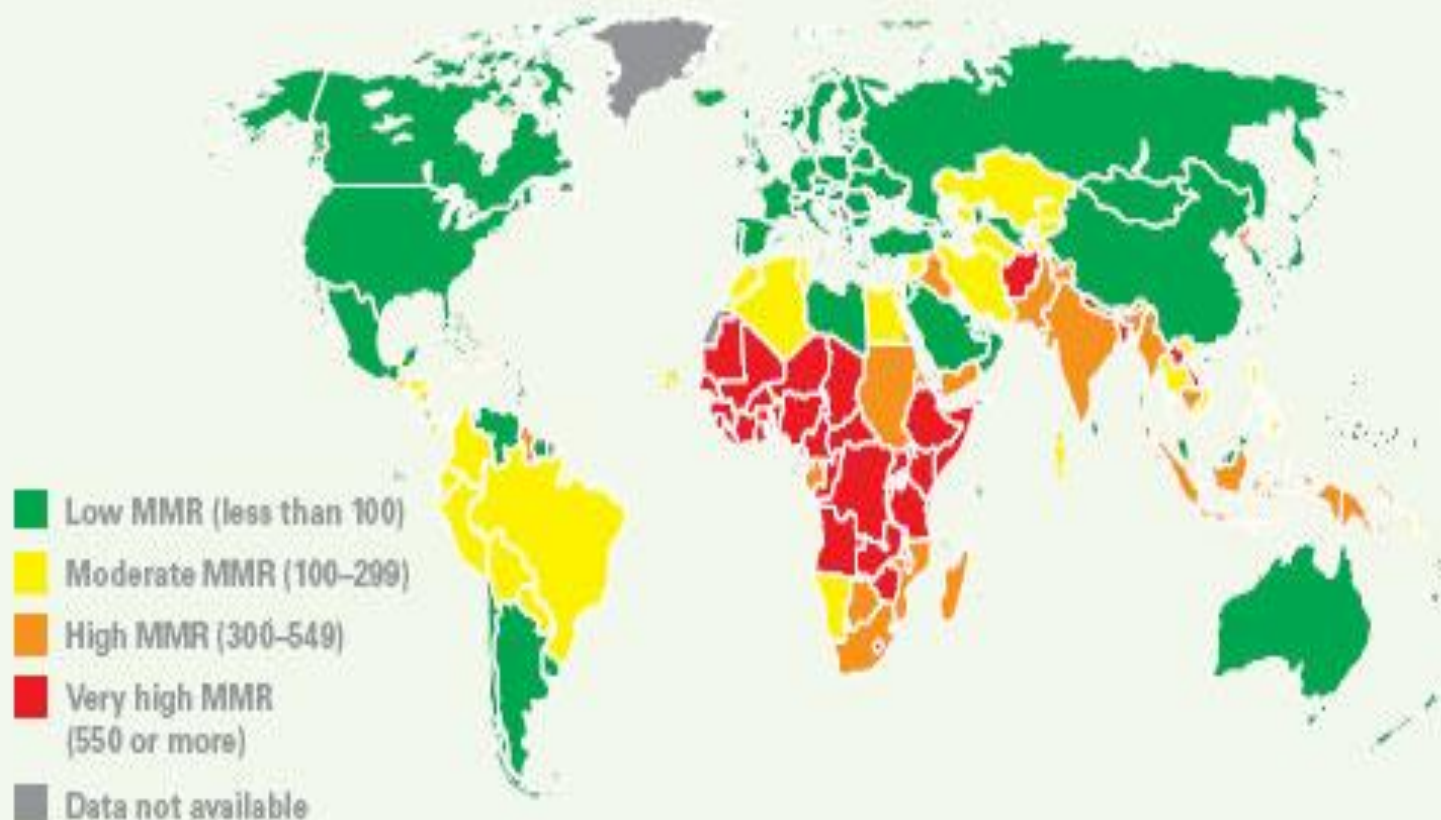 Low MMR (less than 100)
Moderate MMR (100–299)
High MMR (300–549)
Very high MMR
(550 or more)
Data not available